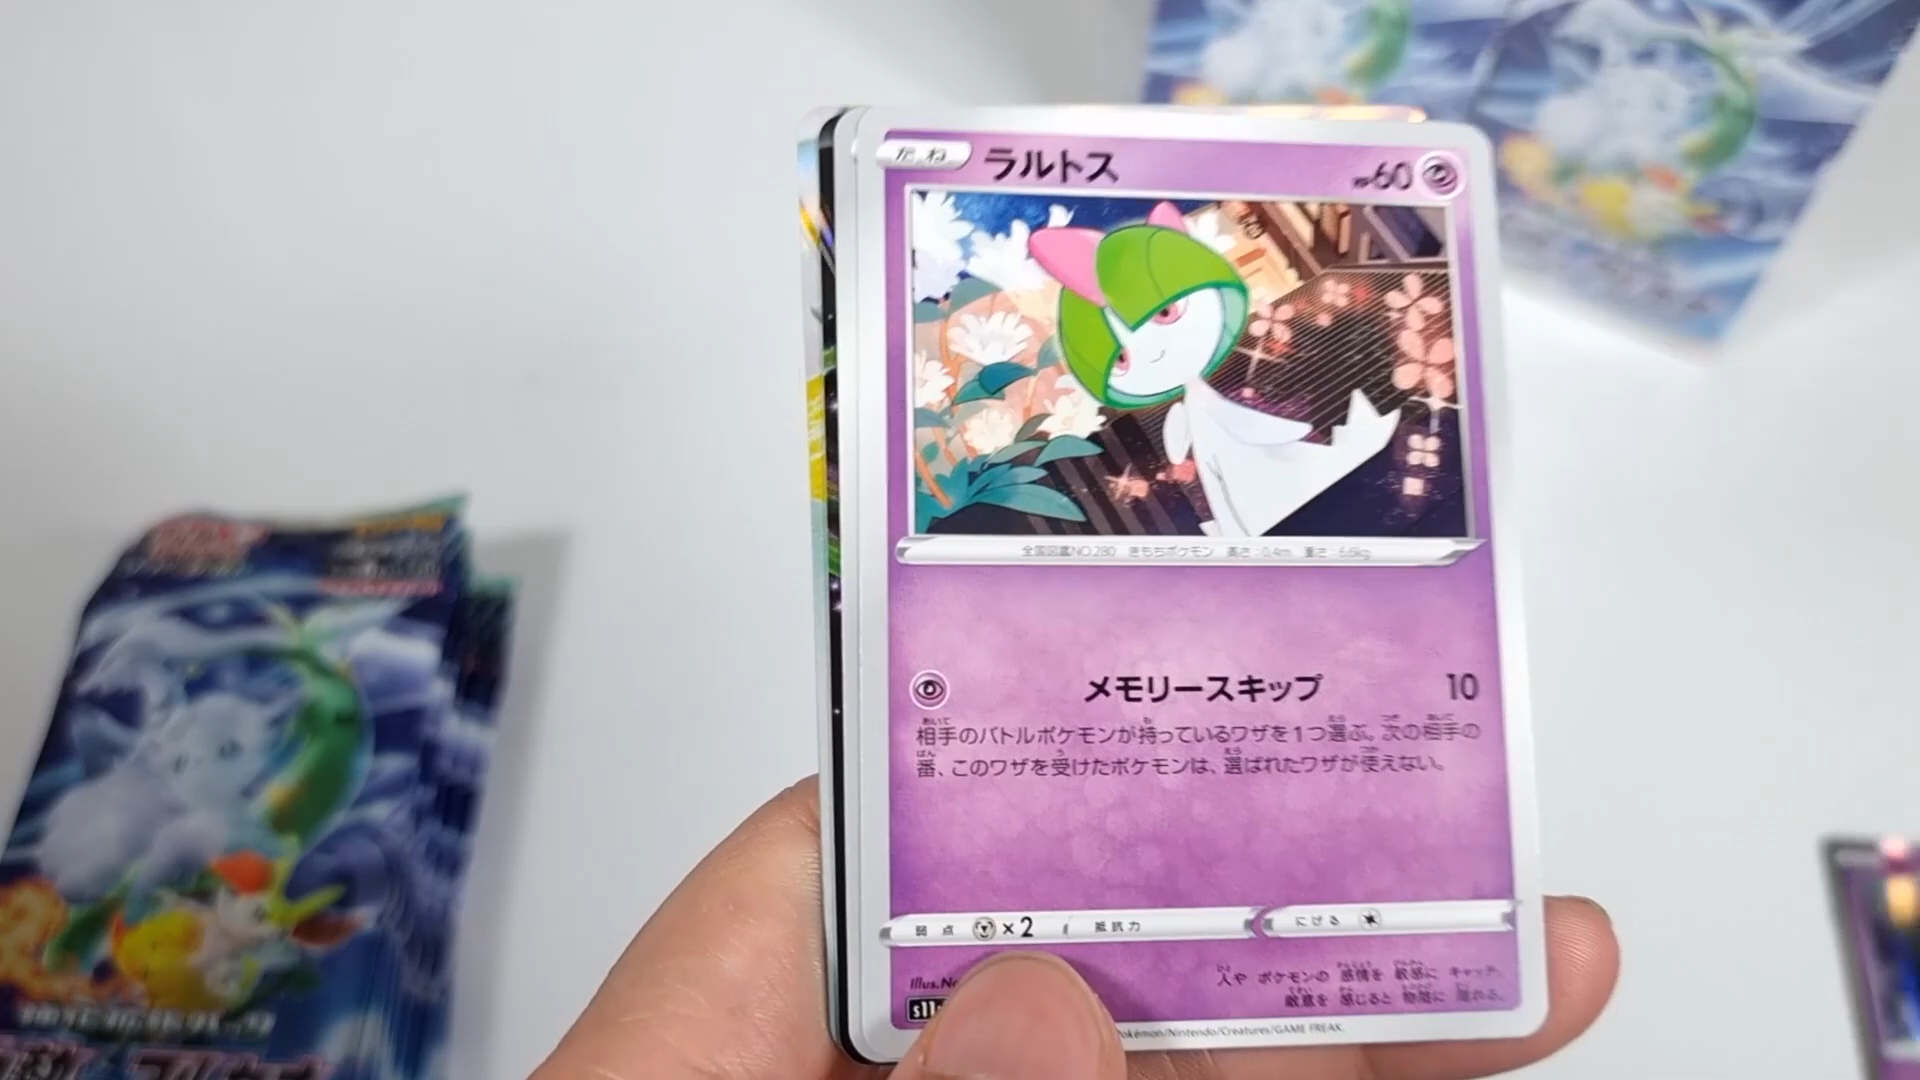 たね ラルトス HP60
全国図鑑NO.280 きもちポケモン 高さ:0.4m 重さ:6.6kg
メモリースキップ 10
相手のバトルポケモンが持っているワザを1つ選ぶ。次の相手の
番、このワザを受けたポケモンは、選ばれたワザが使えない。
弱点 ×2 抵抗力 にげる
Illus.
人や ポケモンの 感情を 敏感に キャッチ。
敵意を 感じると 物陰に 隠れる。
s11
Pokémon/Nintendo/Creatures/GAME FREAK.